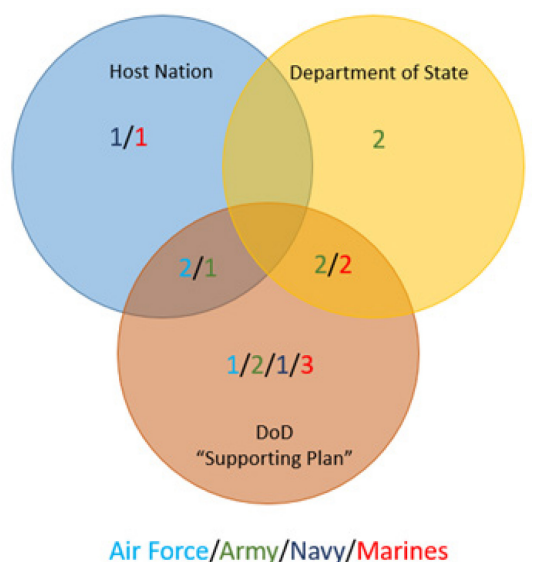 Host Nation
Department of State
1/1
2
2/1
2/2
1/2/1/3
DoD
“Supporting Plan”
Air Force/Army/Navy/Marines